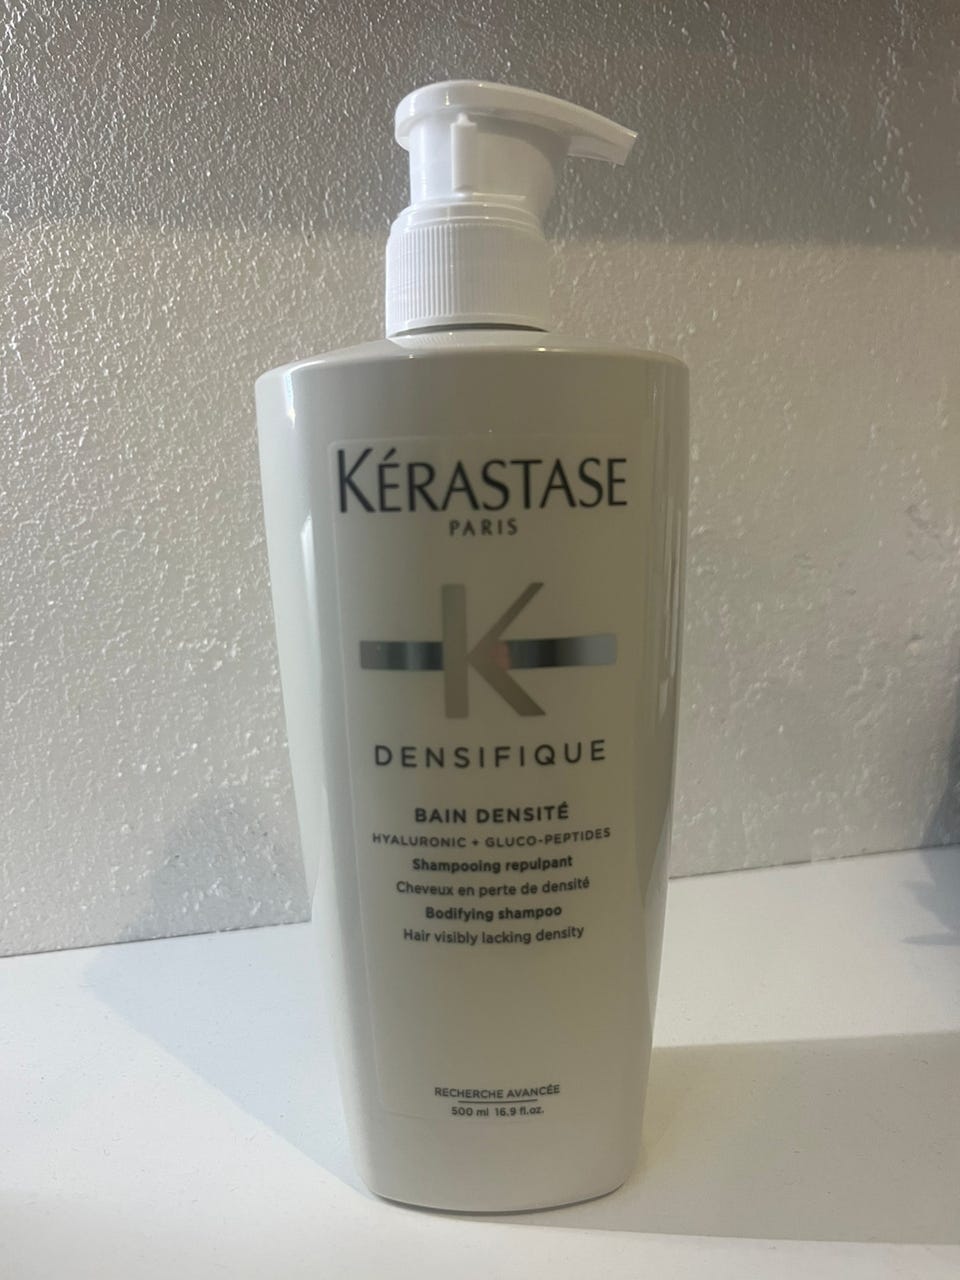 KÉRASTASE
PARIS
K
DENSIFIQUE
BAIN DENSITÉ
HYALURONIC + GLUCO-PEPTIDES
Shampooing repulpant
Cheveux en perte de densité
Bodifying shampoo
Hair visibly lacking density
RECHERCHE AVANCÉE
500 ml 16.9 fl.oz.